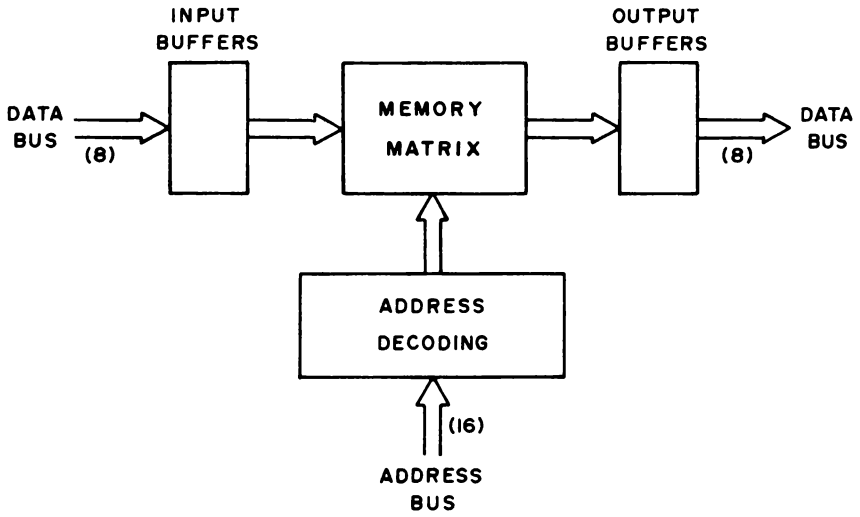 INPUT
BUFFERS
OUTPUT
BUFFERS
DATA
BUS
(8)
MEMORY
MATRIX
(8)
DATA
BUS
ADDRESS
DECODING
(16)
ADDRESS
BUS